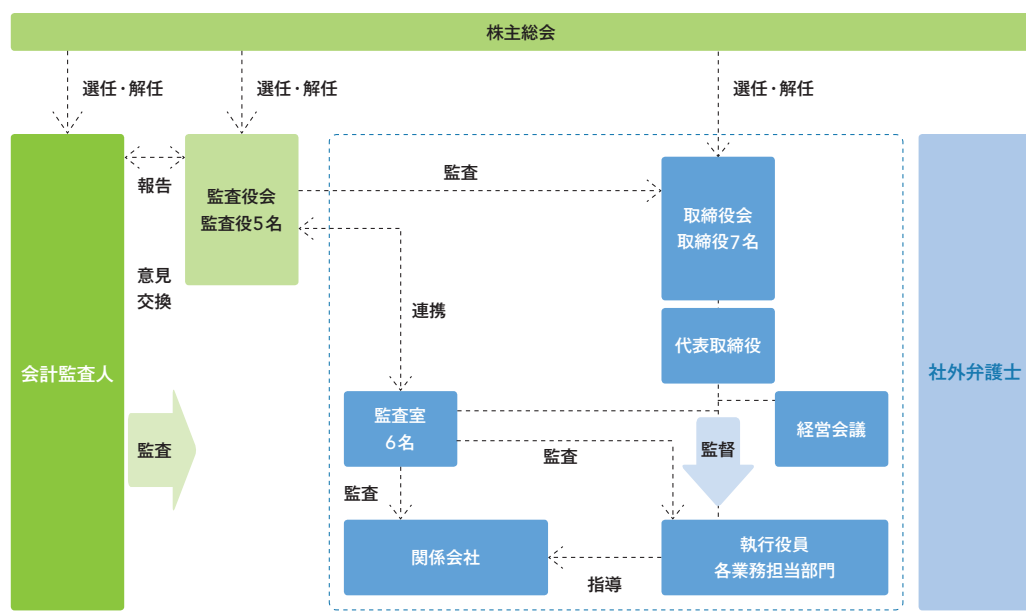 株主総会
選任・解任
選任・解任
選任・解任
報告
監査役会
監査役5名
監査
取締役会
取締役7名
意見
交換
連携
代表取締役
会計監査人
社外弁護士
監査室
6名
経営会議
監査
監査
監督
監査
関係会社
執行役員
各業務担当部門
指導